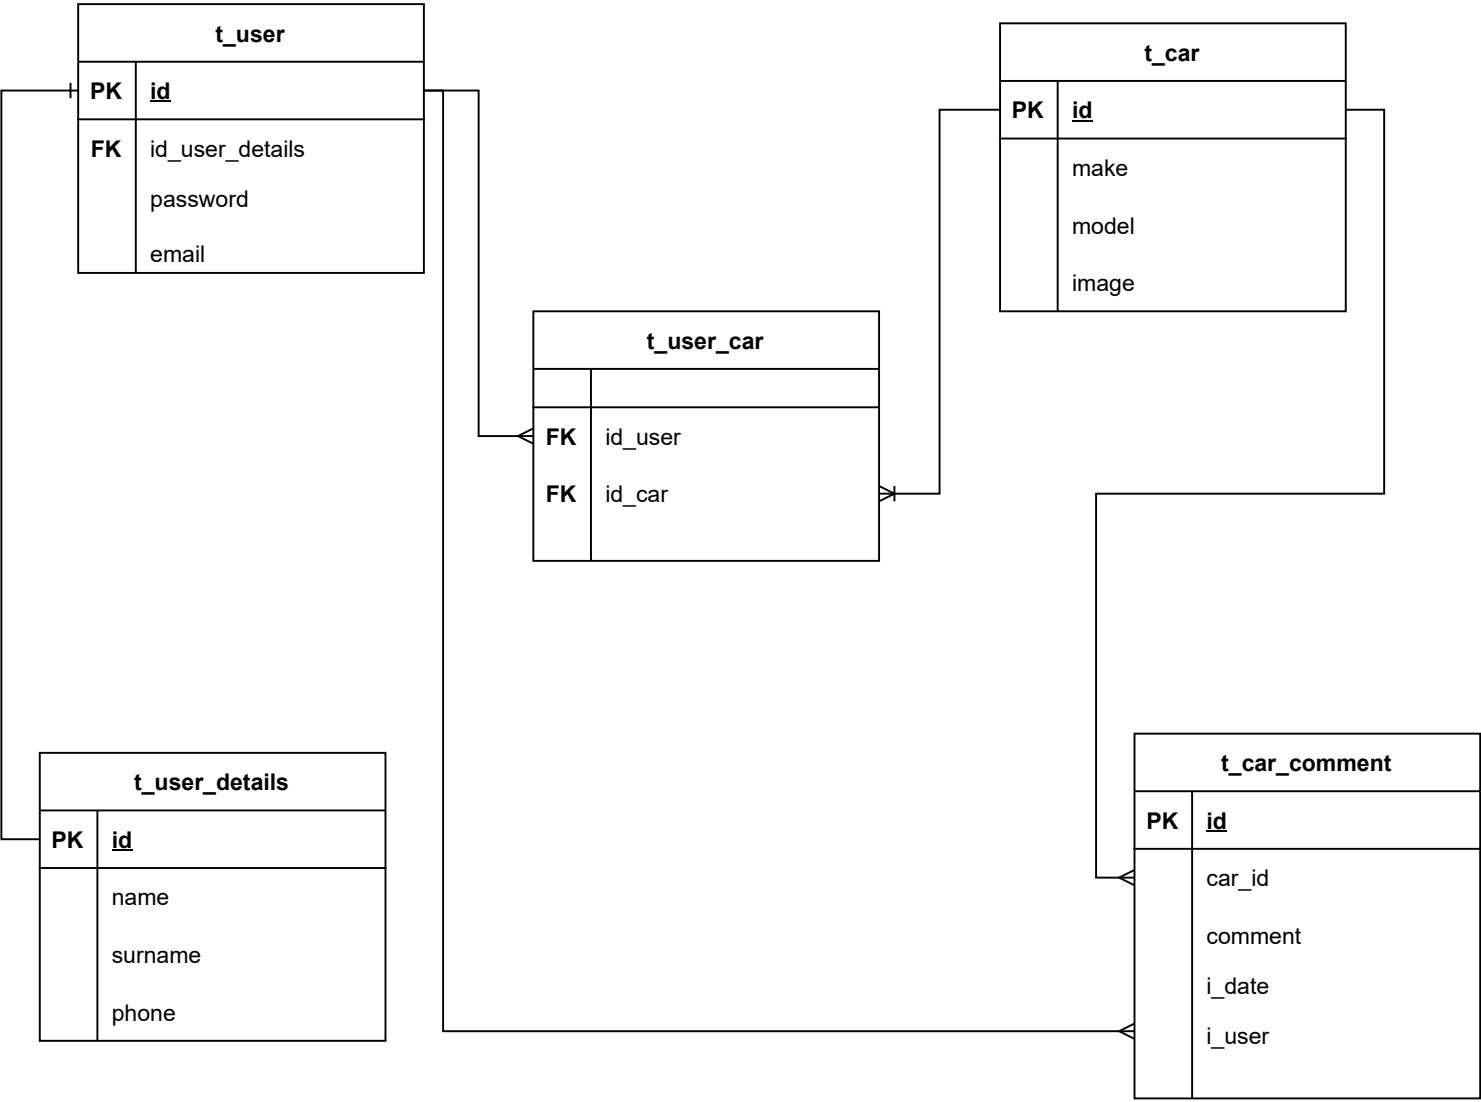 t_user
PK id
FK id_user_details
password
email
t_car
PK id
make
model
image
t_user_car
FK id_user
FK id_car
t_user_details
PK id
name
surname
phone
t_car_comment
PK id
car_id
comment
i_date
i_user